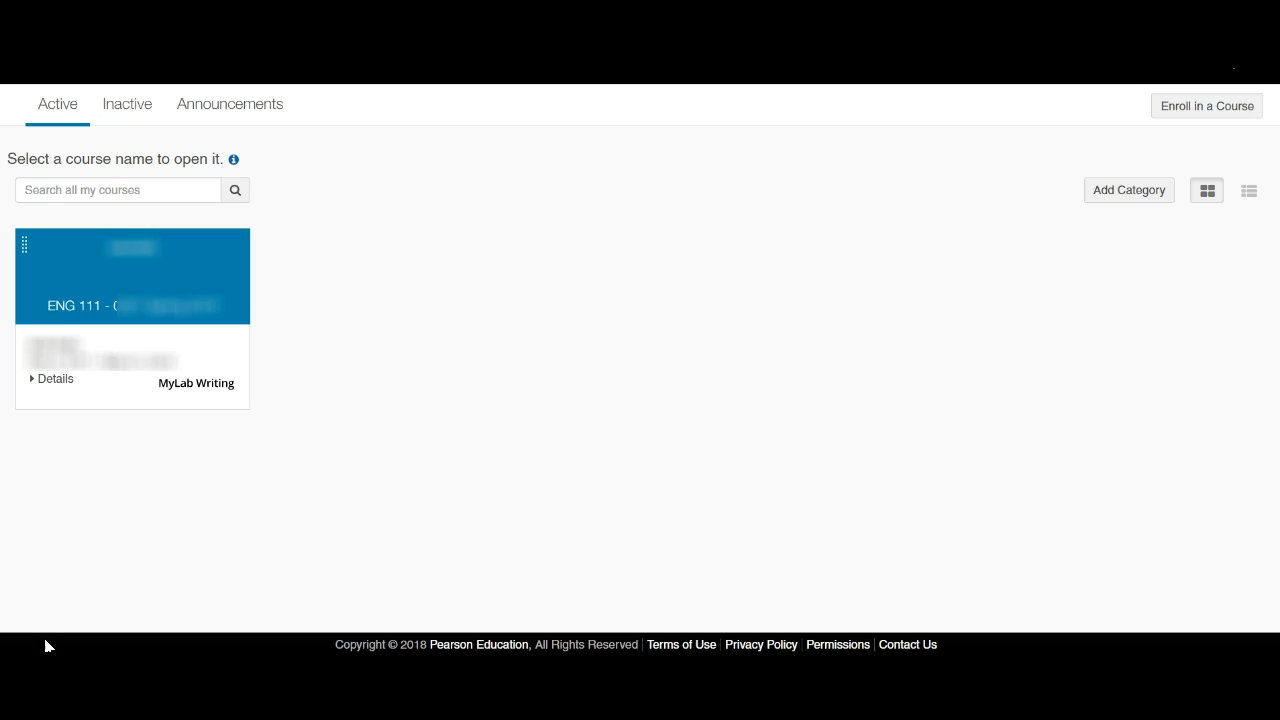 Active Inactive Announcements
Enroll in a Course
Select a course name to open it.
Search all my courses
Add Category
ENG 111 -
Details
MyLab Writing
Copyright © 2018 Pearson Education, All Rights Reserved | Terms of Use | Privacy Policy | Permissions | Contact Us